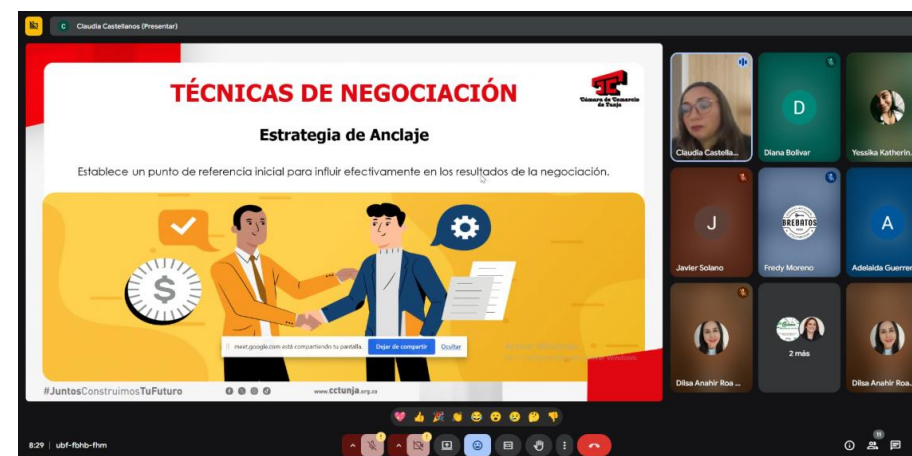 C Claudia Castellanos (Presentar)
TÉCNICAS DE NEGOCIACIÓN
Cámara de Comercio
de Tunja
Estrategia de Anclaje
Establece un punto de referencia inicial para influir efectivamente en los resultados de la negociación.
$
meet.google.com está compartiendo tu pantalla. Dejar de compartir Ocultar
Windows.
#JuntosConstruimosTuFuturo www.cctunja.org.co
Claudia Castella...
D
Diana Bolivar
Yessika Katherin...
J
Javier Solano
BREBATOS
Fredy Moreno
A
Adelaida Guerrer
Dilsa Anahir Roa ...
2 más
Dilsa Anahir Roa...
8:29 | ubf-fbhb-fhm
11